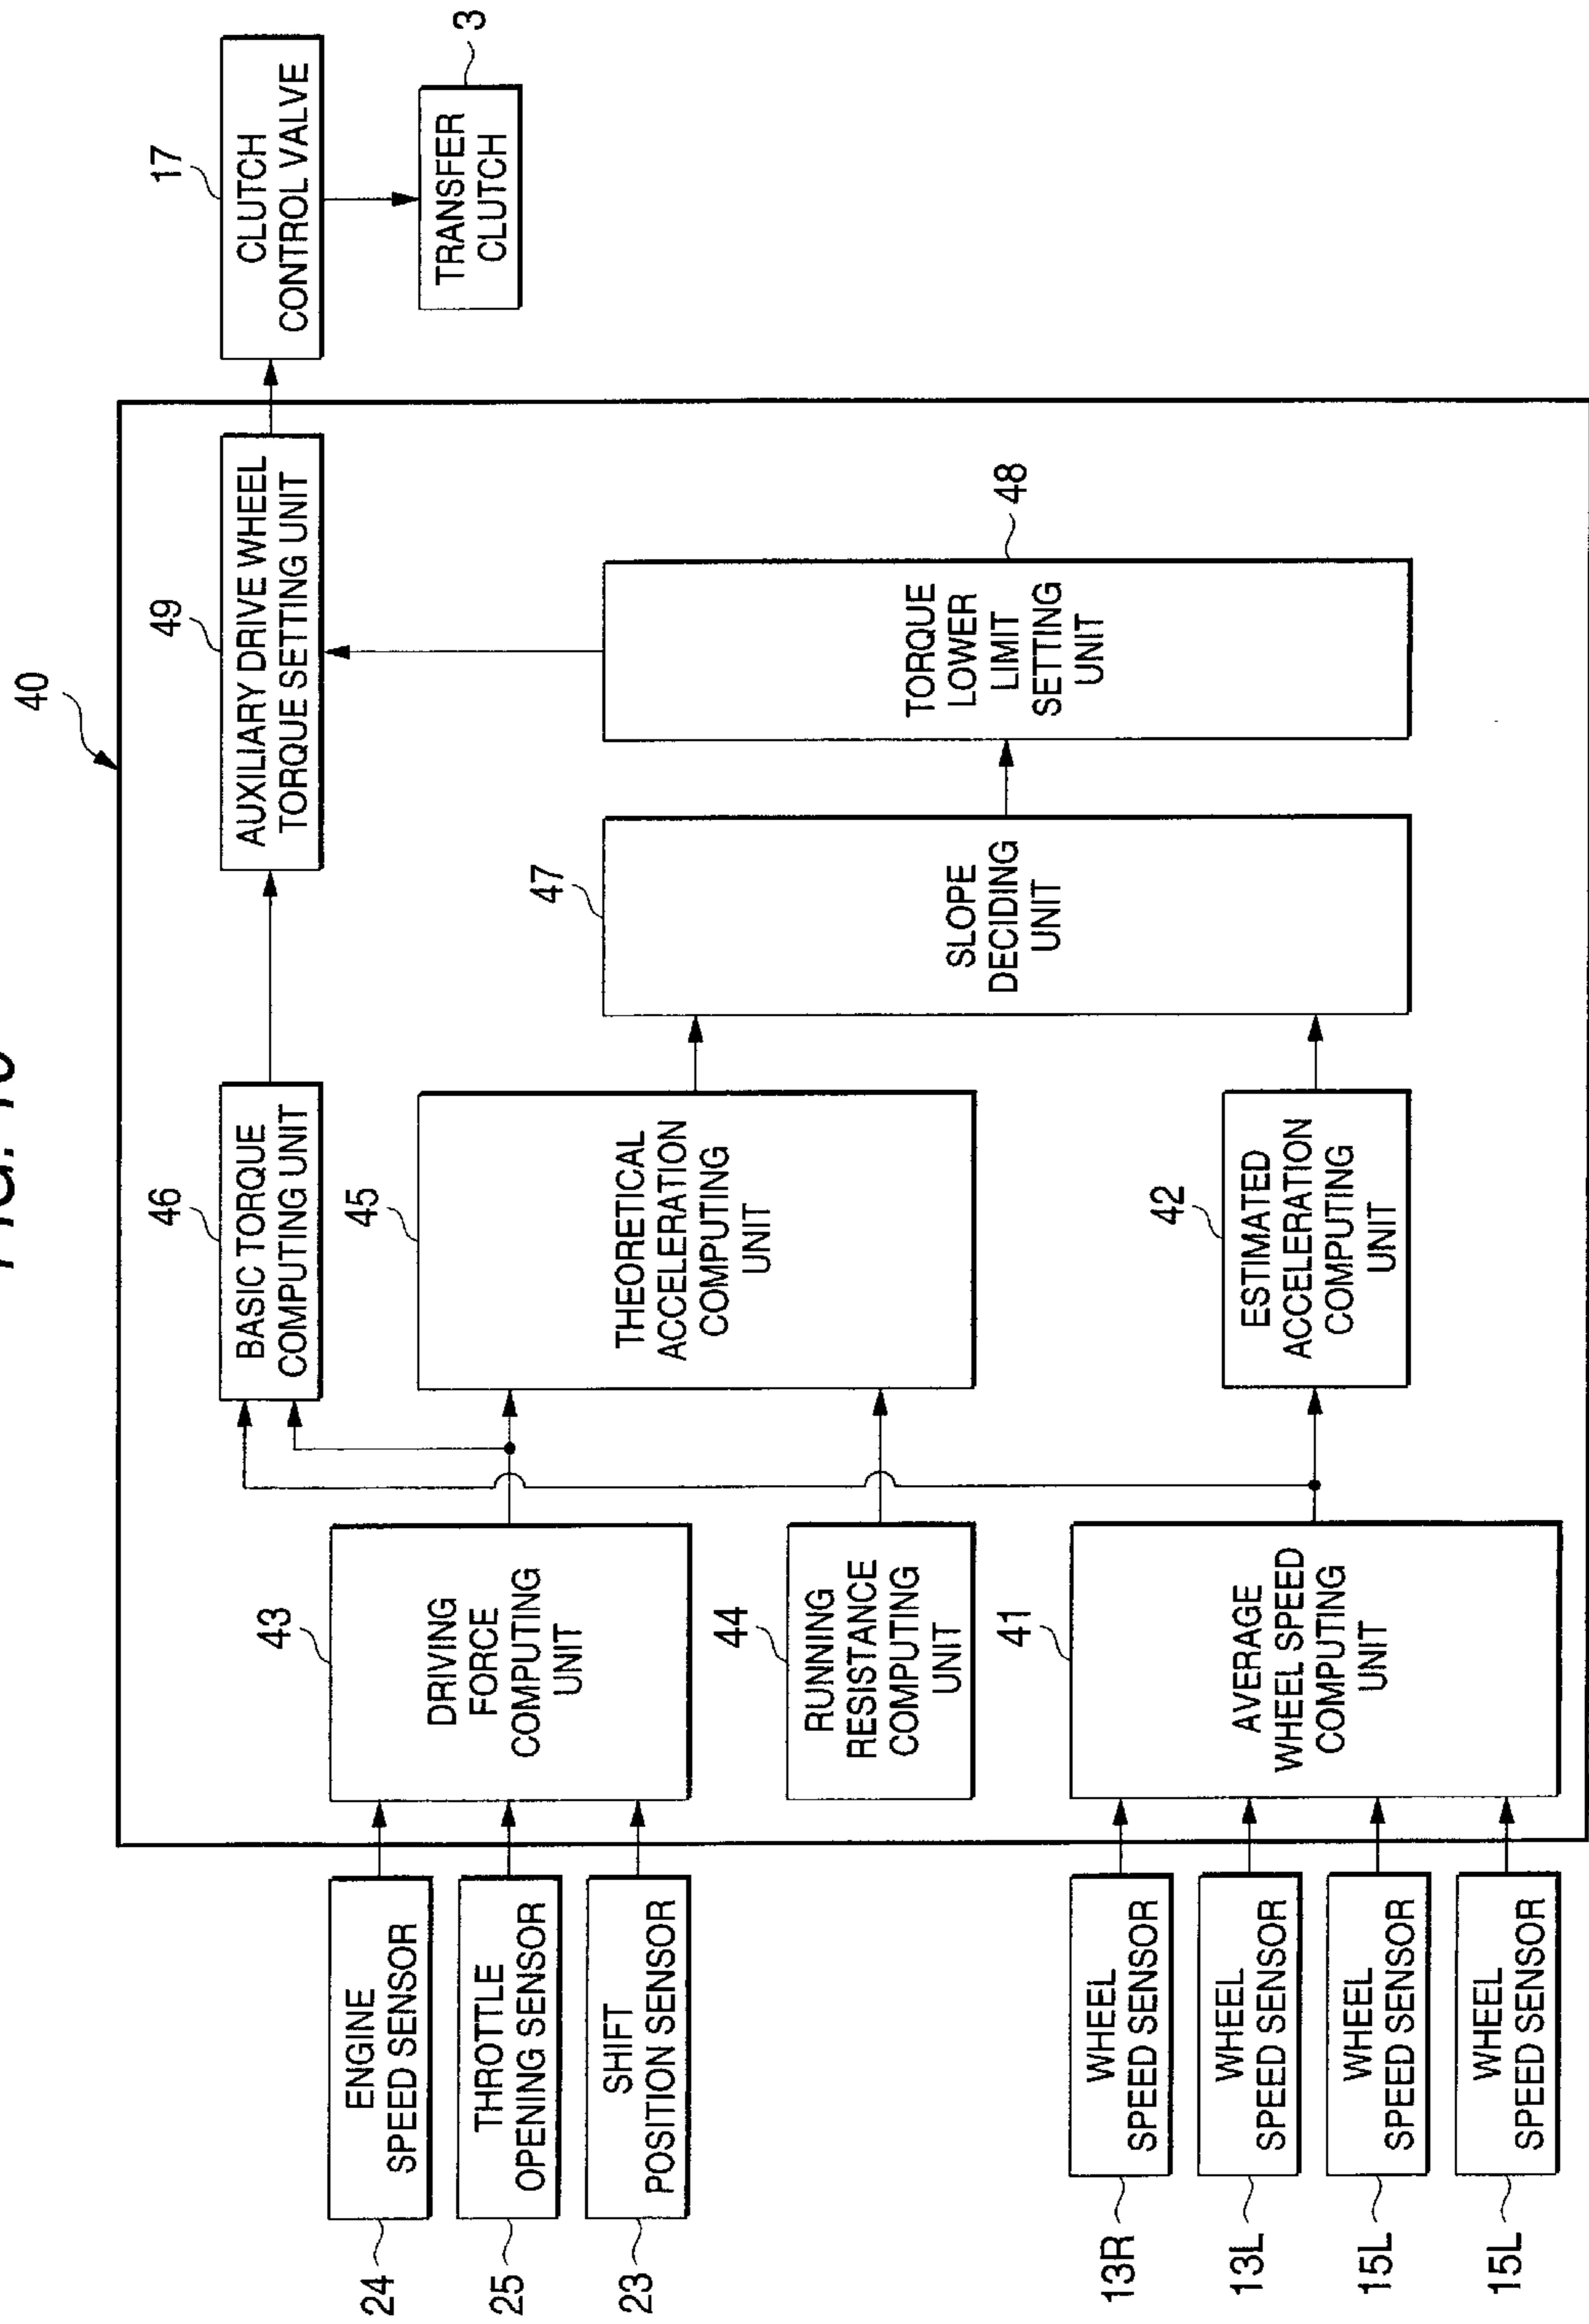 FIG.
40
24
ENGINE
SPEED SENSOR
25
THROTTLE
OPENING SENSOR
23
SHIFT
POSITION SENSOR
13R
WHEEL
SPEED SENSOR
13L
WHEEL
SPEED SENSOR
15L
WHEEL
SPEED SENSOR
15L
WHEEL
SPEED SENSOR
43
DRIVING
FORCE
COMPUTING
UNIT
44
RUNNING
RESISTANCE
COMPUTING
UNIT
41
AVERAGE
WHEEL SPEED
COMPUTING
UNIT
46
BASIC TORQUE
COMPUTING UNIT
45
THEORETICAL
ACCELERATION
COMPUTING
UNIT
42
ESTIMATED
ACCELERATION
COMPUTING
UNIT
47
SLOPE
DECIDING
UNIT
49
AUXILIARY DRIVE WHEEL
TORQUE SETTING UNIT
48
TORQUE
LOWER
LIMIT
SETTING
UNIT
17
CLUTCH
CONTROL VALVE
3
TRANSFER
CLUTCH